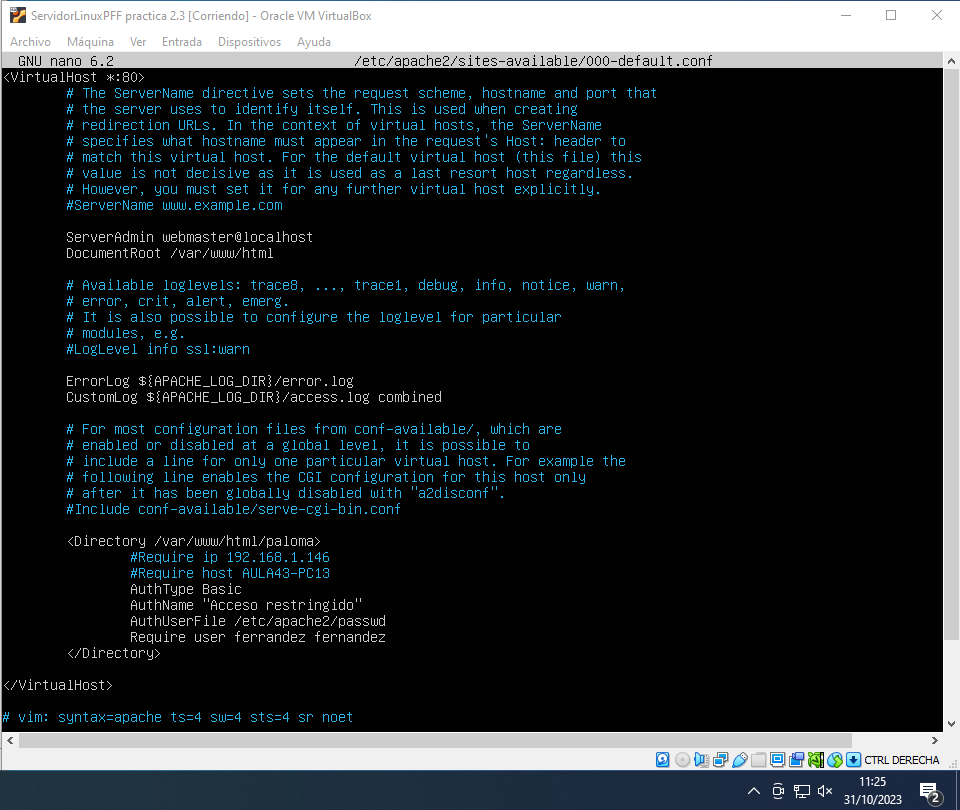 ServidorLinuxPFF practica 2.3 [Corriendo] - Oracle VM VirtualBox
Archivo Máquina Ver Entrada Dispositivos Ayuda
GNU nano 6.2 /etc/apache2/sites-available/000-default.conf
<VirtualHost *:80>
# The ServerName directive sets the request scheme, hostname and port that
# the server uses to identify itself. This is used when creating
# redirection URLs. In the context of virtual hosts, the ServerName
# specifies what hostname must appear in the request's Host: header to
# match this virtual host. For the default virtual host (this file) this
# value is not decisive as it is used as a last resort host regardless.
# However, you must set it for any further virtual host explicitly.
#ServerName www.example.com
ServerAdmin webmaster@localhost
DocumentRoot /var/www/html
# Available loglevels: trace8, ..., trace1, debug, info, notice, warn,
# error, crit, alert, emerg.
# It is also possible to configure the loglevel for particular
# modules, e.g.
#LogLevel info ssl:warn
ErrorLog ${APACHE_LOG_DIR}/error.log
CustomLog ${APACHE_LOG_DIR}/access.log combined
# For most configuration files from conf-available/, which are
# enabled or disabled at a global level, it is possible to
# include a line for only one particular virtual host. For example the
# following line enables the CGI configuration for this host only
# after it has been globally disabled with "a2disconf".
#Include conf-available/serve-cgi-bin.conf
<Directory /var/www/html/paloma>
#Require ip 192.168.1.146
#Require host AULA43-PC13
AuthType Basic
AuthName "Acceso restringido"
AuthUserFile /etc/apache2/passwd
Require user ferrandez fernandez
</Directory>
</VirtualHost>
# vim: syntax=apache ts=4 sw=4 sts=4 sr noet
CTRL DERECHA
11:25
31/10/2023
2